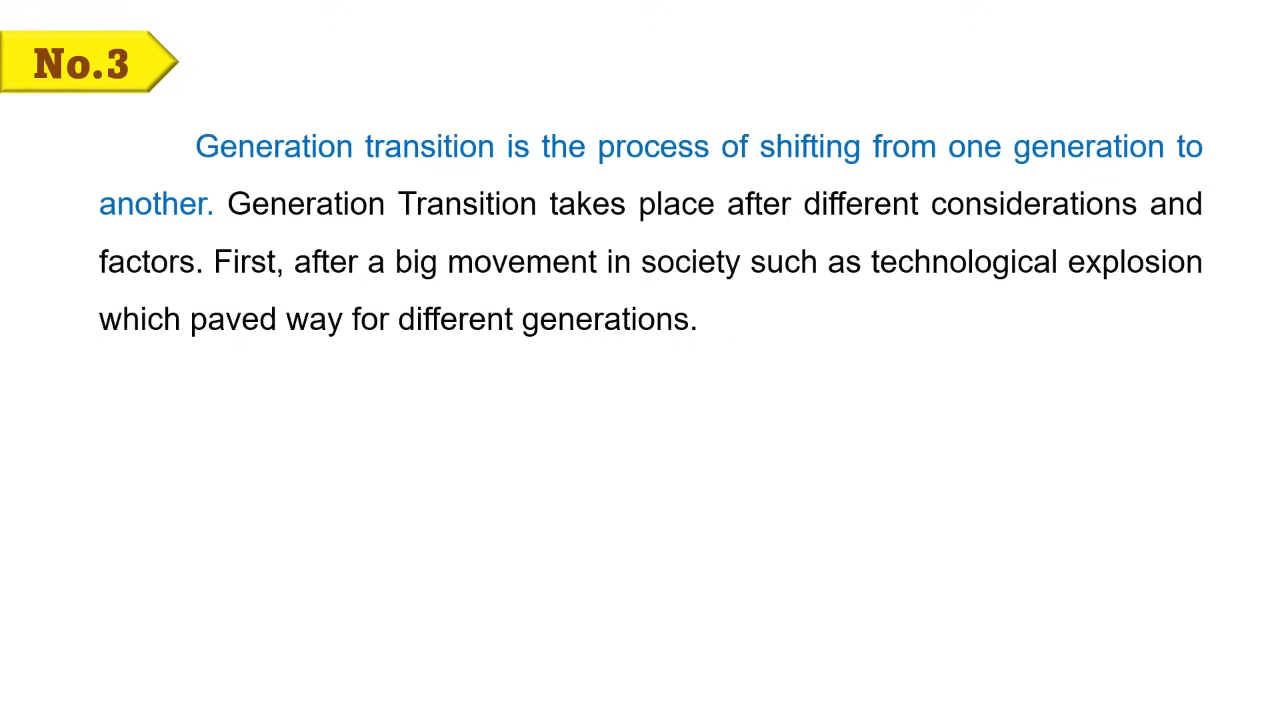 No.3
Generation transition is the process of shifting from one generation to
another. Generation Transition takes place after different considerations and
factors. First, after a big movement in society such as technological explosion
which paved way for different generations.